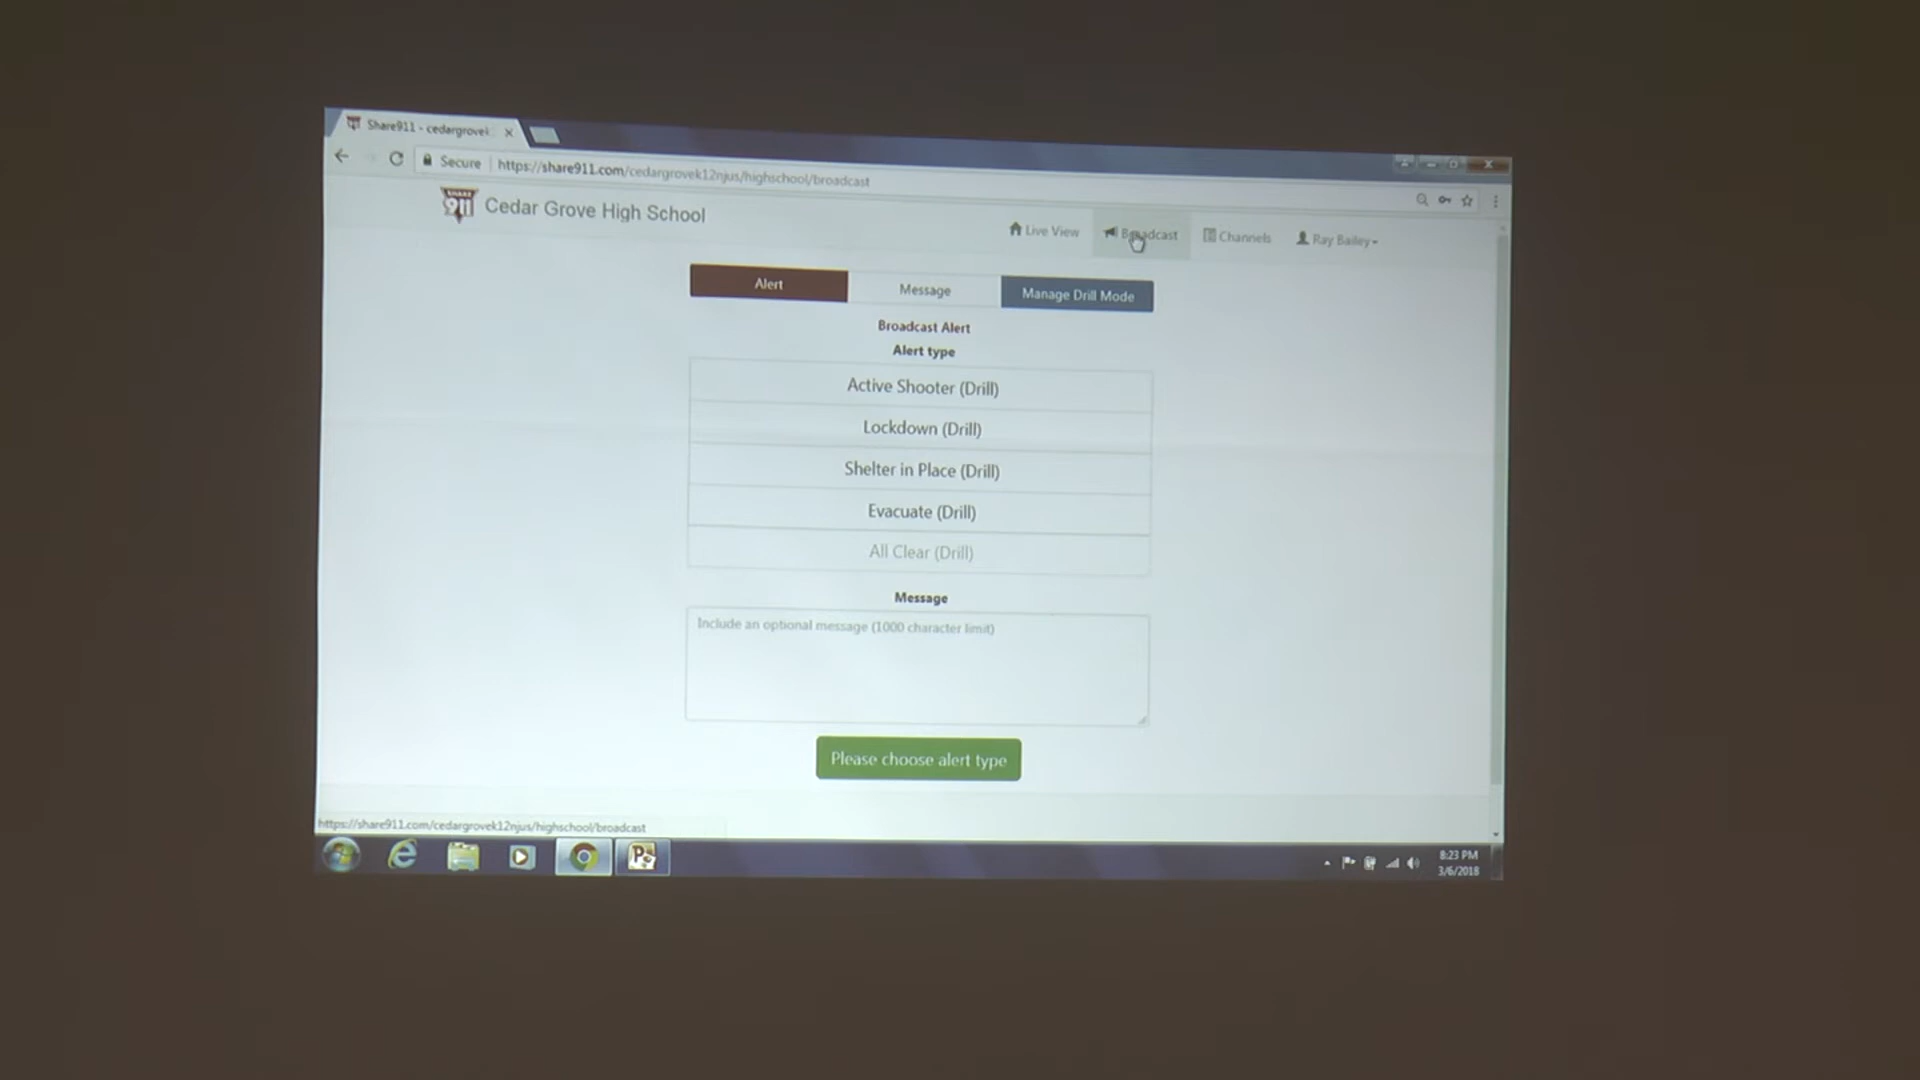 Share911 - cedargrovek
Secure https://share911.com/cedargrovek12njus/highschool/broadcast
SHARE
911
Cedar Grove High School
Live View
Broadcast
Channels
Ray Bailey
Alert
Message
Manage Drill Mode
Broadcast Alert
Alert type
Active Shooter (Drill)
Lockdown (Drill)
Shelter in Place (Drill)
Evacuate (Drill)
All Clear (Drill)
Message
Include an optional message (1000 character limit)
Please choose alert type
https://share911.com/cedargrovek12njus/highschool/broadcast
8:23 PM
3/6/2018